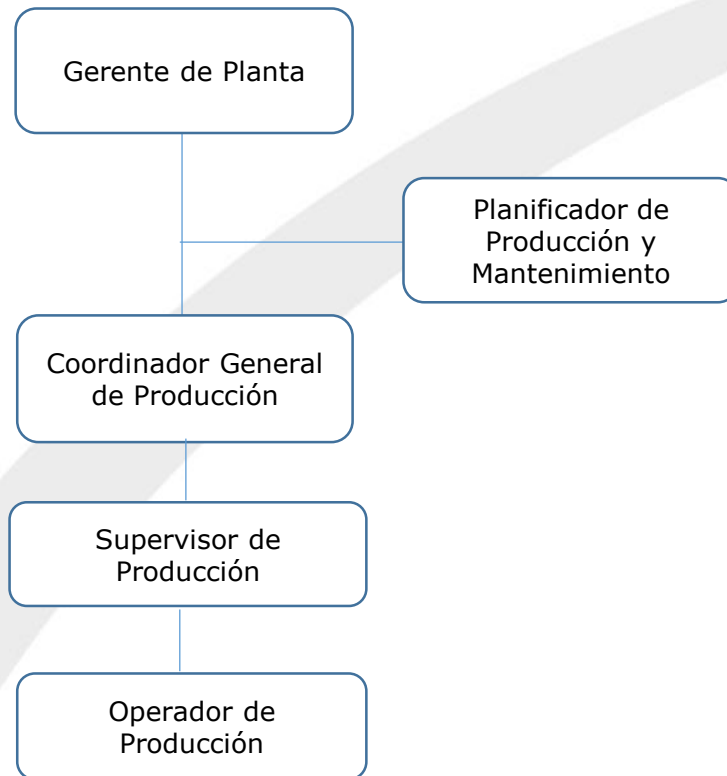 Gerente de Planta
Planificador de
Producción y
Mantenimiento
Coordinador General
de Producción
Supervisor de
Producción
Operador de
Producción